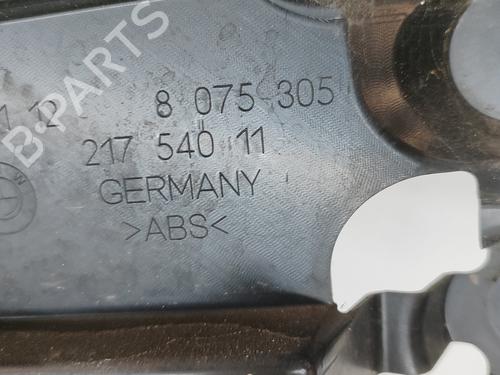 B-PARTS
1 12 8 075 305
217 540 11
GERMANY
>ABS<